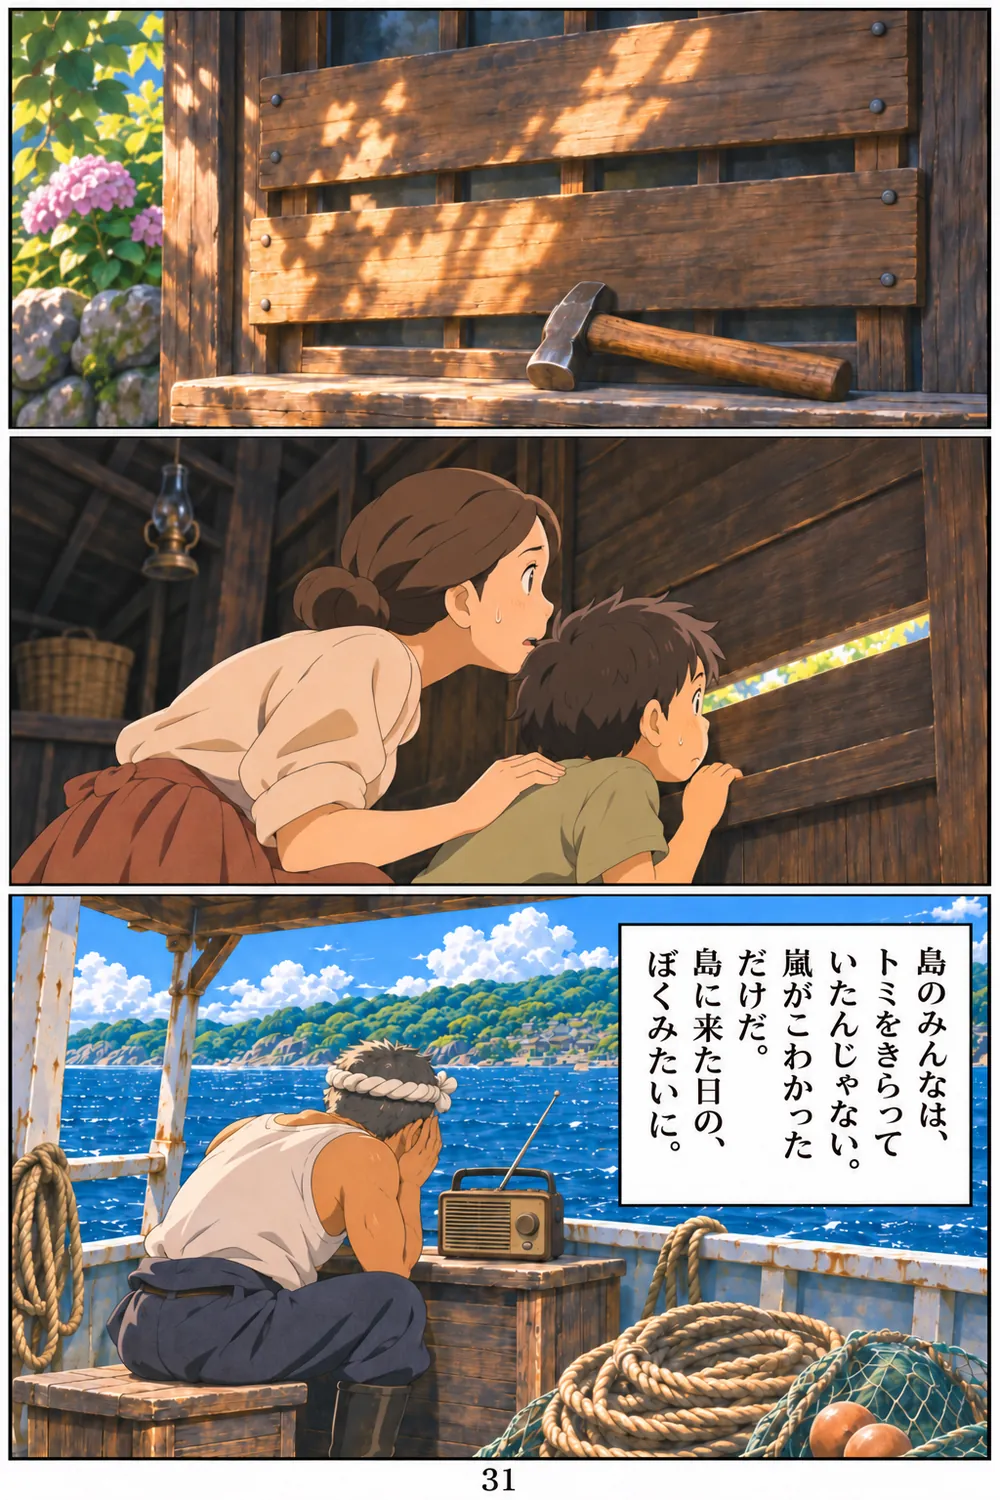 島のみんなは、
トミをきらって
いたんじゃない。
嵐がこわかった
だけだ。
島に来た日の、
ぼくみたいに。
31